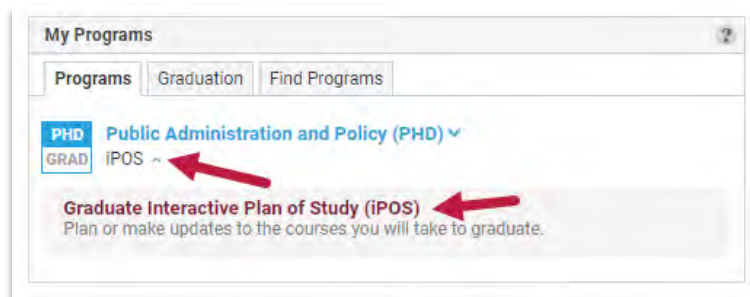 My Programs
?
Programs Graduation Find Programs
PHD Public Administration and Policy (PHD)
GRAD iPOS
Graduate Interactive Plan of Study (iPOS)
Plan or make updates to the courses you will take to graduate.